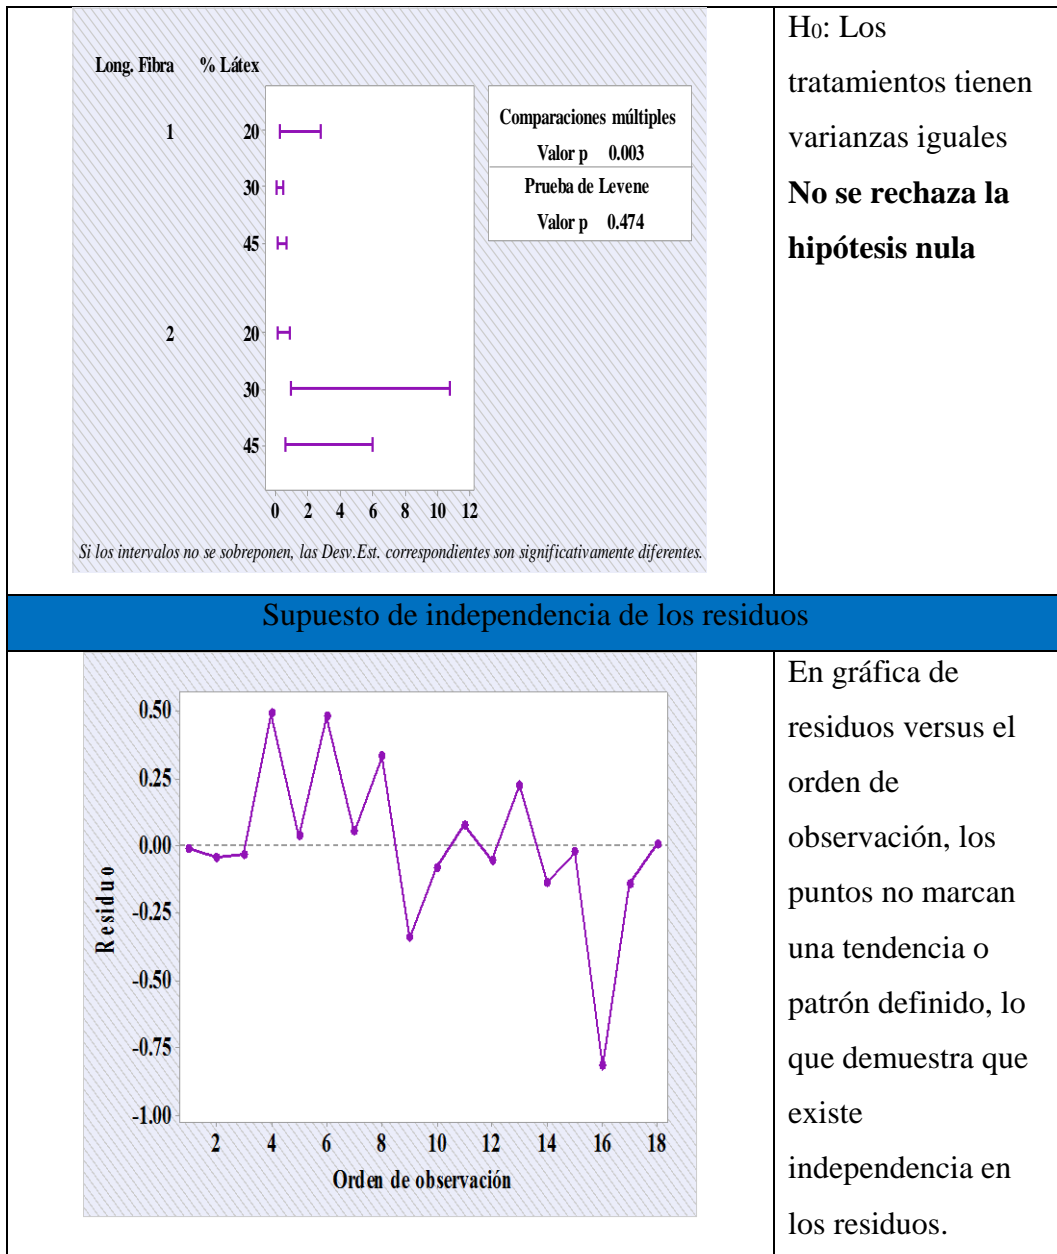 Long. Fibra % Látex
1 20
30
45
2 20
30
45
0 2 4 6 8 10 12
Comparaciones múltiples
Valor p 0.003
Prueba de Levene
Valor p 0.474
Si los intervalos no se sobreponen, las Desv.Est. correspondientes son significativamente diferentes.
H0: Los
tratamientos tienen
varianzas iguales
No se rechaza la
hipótesis nula
Supuesto de independencia de los residuos
0.50
0.25
0.00
-0.25
-0.50
-0.75
-1.00
Residuo
2 4 6 8 10 12 14 16 18
Orden de observación
En gráfica de
residuos versus el
orden de
observación, los
puntos no marcan
una tendencia o
patrón definido, lo
que demuestra que
existe
independencia en
los residuos.